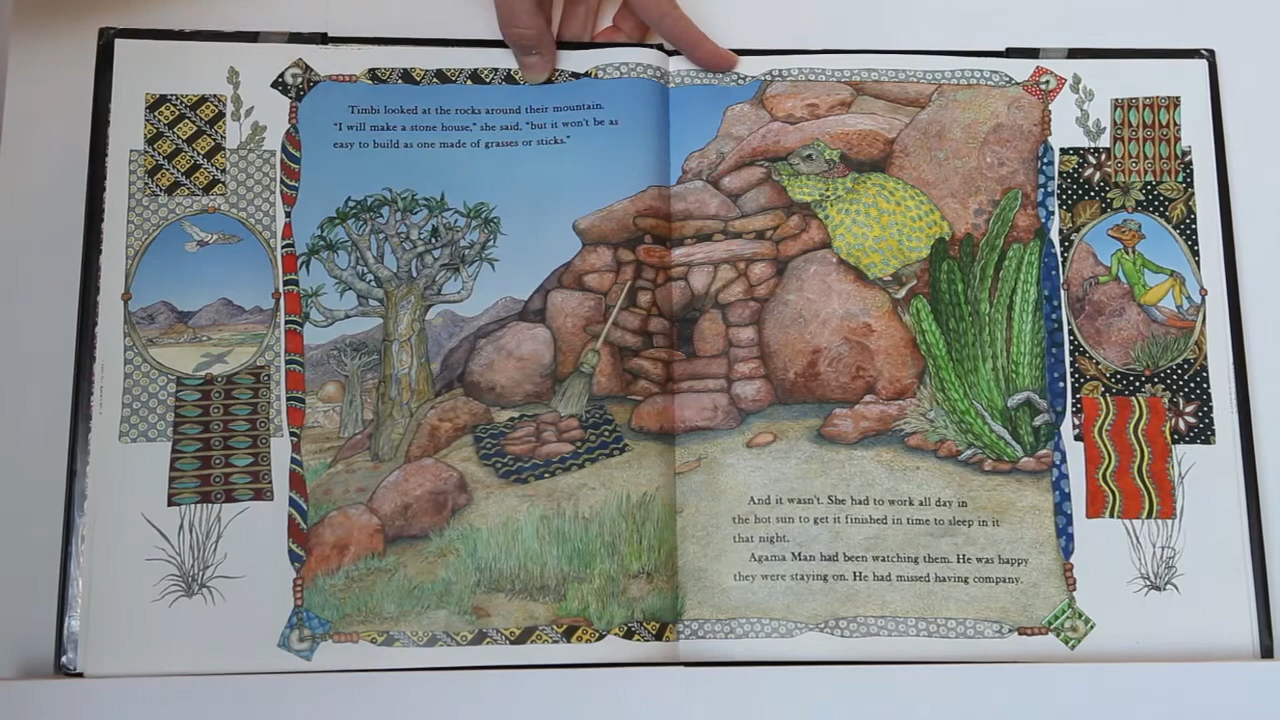 Timbi looked at the rocks around their mountain.
"I will make a stone house," she said, "but it won't be as
easy to build as one made of grasses or sticks."
And it wasn't. She had to work all day in
the hot sun to get it finished in time to sleep in it
that night.
Agama Man had been watching them. He was happy
they were staying on. He had missed having company.